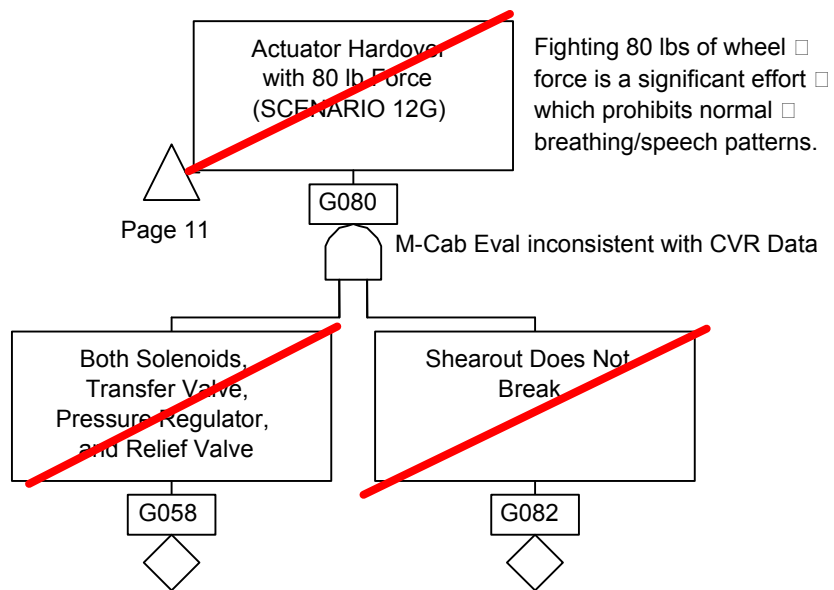 Actuator Hardover
with 80 lb Force
(SCENARIO 12G)
Fighting 80 lbs of wheel □
force is a significant effort □
which prohibits normal □
breathing/speech patterns.
Page 11
G080
M-Cab Eval inconsistent with CVR Data
Both Solenoids,
Transfer Valve,
Pressure Regulator,
and Relief Valve
Shearout Does Not
Break
G058
G082